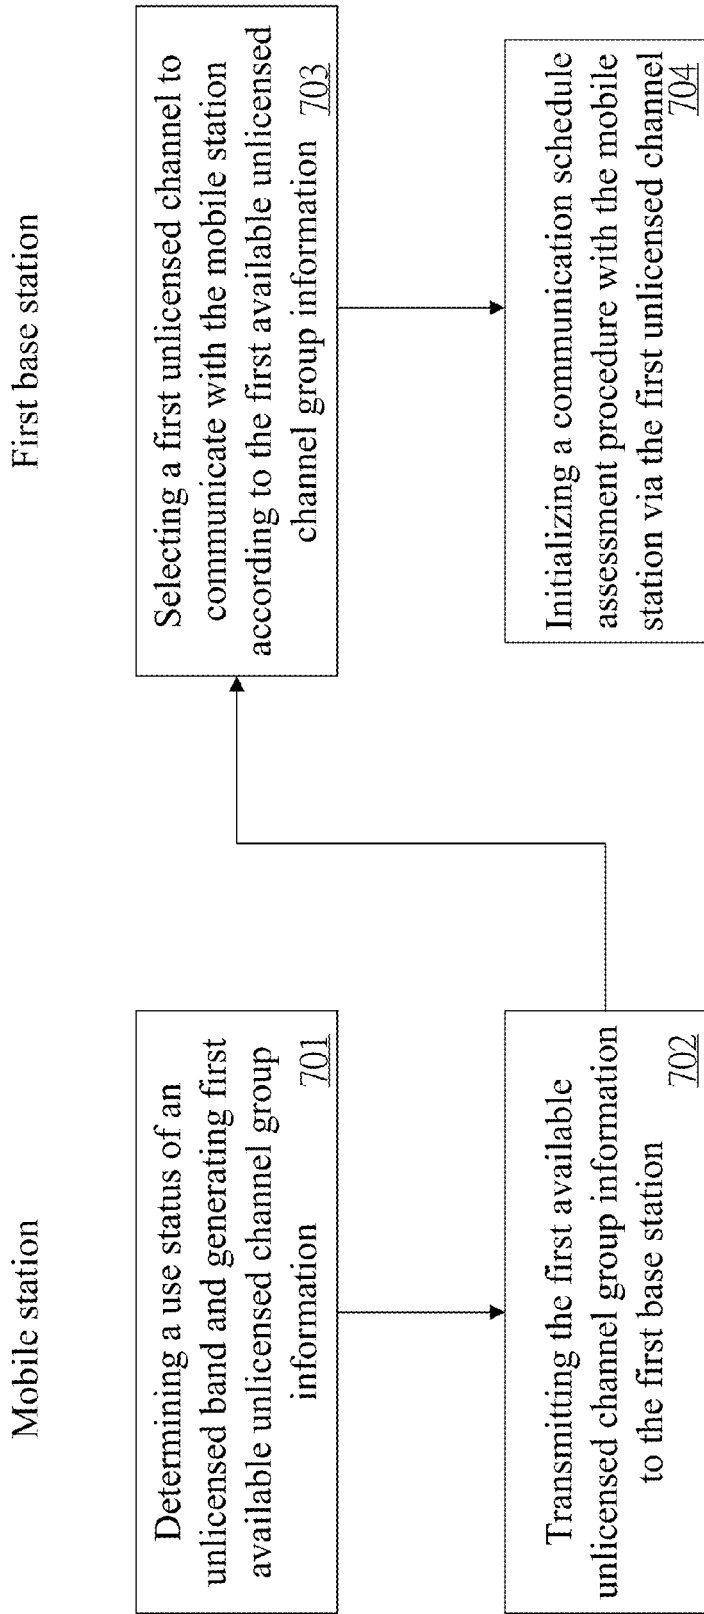 Mobile station
Determining a use status of an
unlicensed band and generating first
available unlicensed channel group
information
701
Transmitting the first available
unlicensed channel group information
to the first base station
702
First base station
Selecting a first unlicensed channel to
communicate with the mobile station
according to the first available unlicensed
channel group information
703
Initializing a communication schedule
assessment procedure with the mobile
station via the first unlicensed channel
704